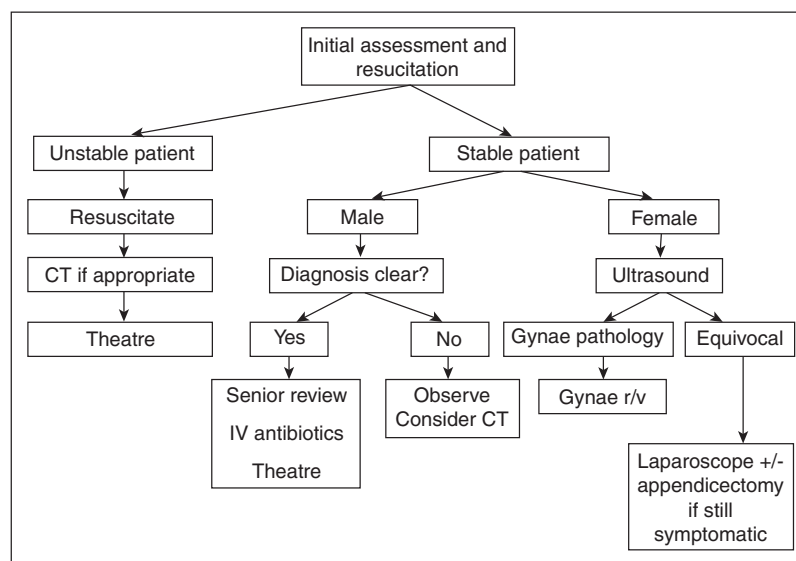 Initial assessment and
resucitation
Unstable patient
Stable patient
Resuscitate
Male
Female
CT if appropriate
Diagnosis clear?
Ultrasound
Theatre
Yes
No
Gynae pathology
Equivocal
Senior review
IV antibiotics
Theatre
Observe
Consider CT
Gynae r/v
Laparoscope +/-
appendicectomy
if still
symptomatic